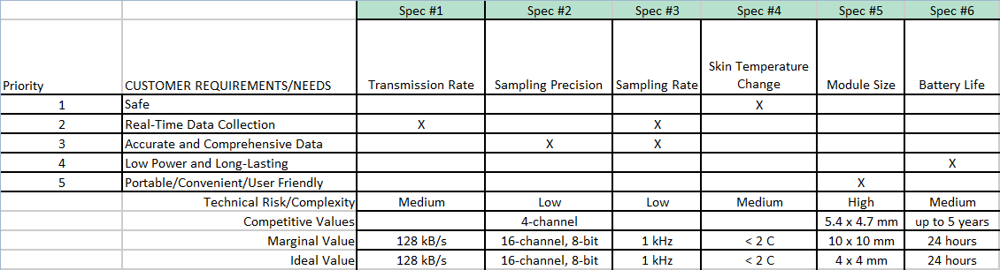 Spec #1 Spec #2 Spec #3 Spec #4 Spec #5 Spec #6
Skin Temperature
Priority CUSTOMER REQUIREMENTS/NEEDS Transmission Rate Sampling Precision Sampling Rate Change Module Size Battery Life
1 Safe X
2 Real-Time Data Collection X X
3 Accurate and Comprehensive Data X X
4 Low Power and Long-Lasting X
5 Portable/Convenient/User Friendly X
Technical Risk/Complexity Medium Low Low Medium High Medium
Competitive Values 4-channel 5.4 x 4.7 mm up to 5 years
Marginal Value 128 kB/s 16-channel, 8-bit 1 kHz < 2 C 10 x 10 mm 24 hours
Ideal Value 128 kB/s 16-channel, 8-bit 1 kHz < 2 C 4 x 4 mm 24 hours